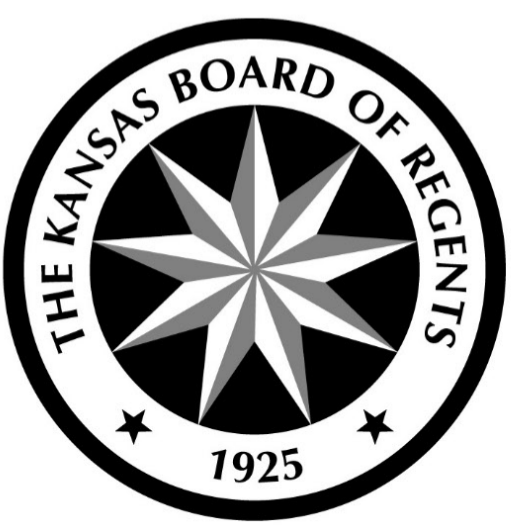 THE KANSAS BOARD OF REGENTS
1925